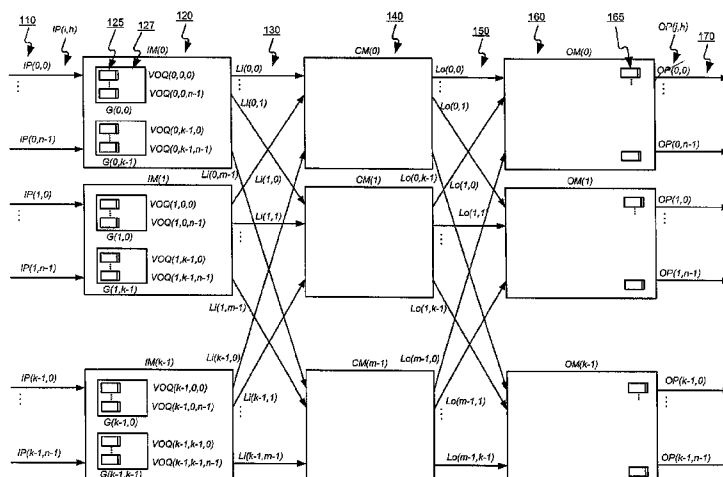 110
IP(i,h)
125
127
IM(0)
120
130
CM(0)
140
150
160
OM(0)
165
OP(j,h)
170
IP(0,0)
VOQ(0,0,0)
VOQ(0,0,n-1)
G(0,0)
VOQ(0,k-1,0)
VOQ(0,k-1,n-1)
G(0,k-1)
IP(0,n-1)
Li(0,0)
Li(0,1)
Li(0,m-1)
Lo(0,0)
Lo(0,1)
Lo(0,k-1)
OP(0,0)
OP(0,n-1)
IM(1)
IP(1,0)
VOQ(1,0,0)
VOQ(1,0,n-1)
G(1,0)
VOQ(1,k-1,0)
VOQ(1,k-1,n-1)
G(1,k-1)
IP(1,n-1)
Li(1,0)
Li(1,1)
Li(1,m-1)
CM(1)
Lo(1,0)
Lo(1,1)
Lo(1,k-1)
OM(1)
OP(1,0)
OP(1,n-1)
IM(k-1)
IP(k-1,0)
VOQ(k-1,0,0)
VOQ(k-1,0,n-1)
G(k-1,0)
VOQ(k-1,k-1,0)
VOQ(k-1,k-1,n-1)
G(k-1,k-1)
IP(k-1,n-1)
Li(k-1,0)
Li(k-1,1)
Li(k-1,m-1)
CM(m-1)
Lo(m-1,0)
Lo(m-1,1)
Lo(m-1,k-1)
OM(k-1)
OP(k-1,0)
OP(k-1,n-1)